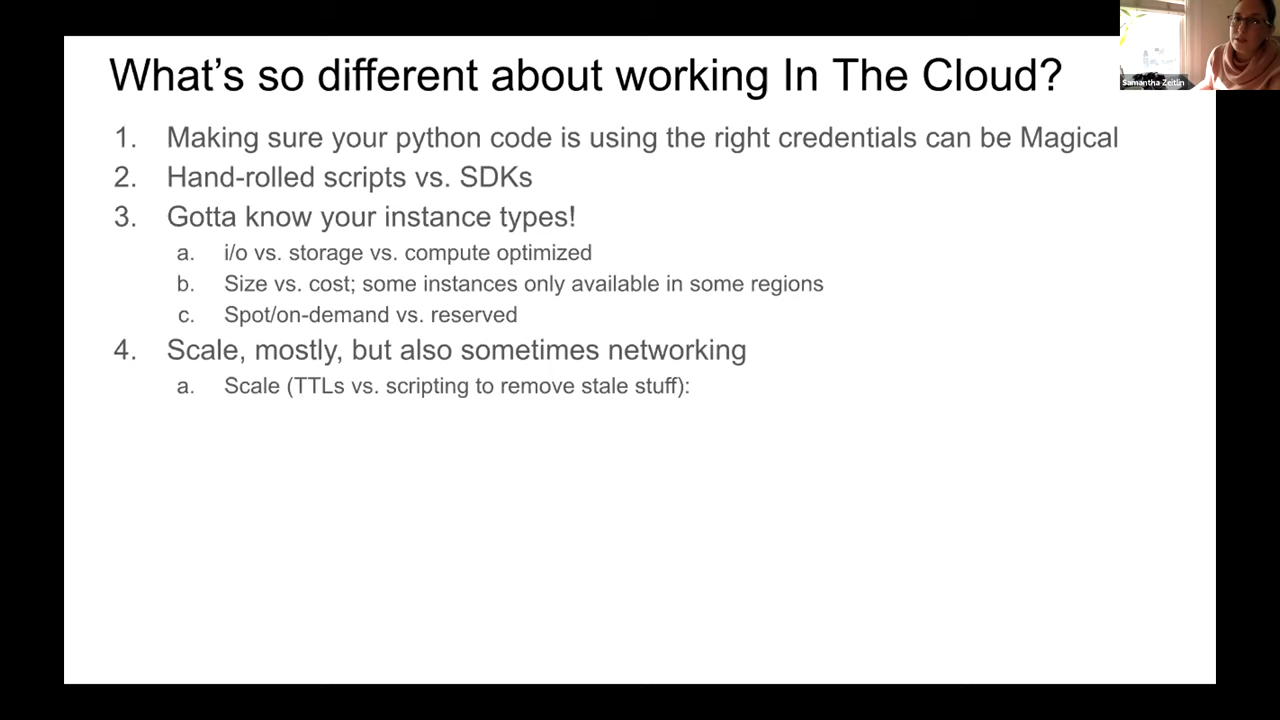 What's so different about working In The Cloud?
1. Making sure your python code is using the right credentials can be Magical
2. Hand-rolled scripts vs. SDKs
3. Gotta know your instance types!
a. i/o vs. storage vs. compute optimized
b. Size vs. cost; some instances only available in some regions
c. Spot/on-demand vs. reserved
4. Scale, mostly, but also sometimes networking
a. Scale (TTLs vs. scripting to remove stale stuff):
Samantha Zeitlin